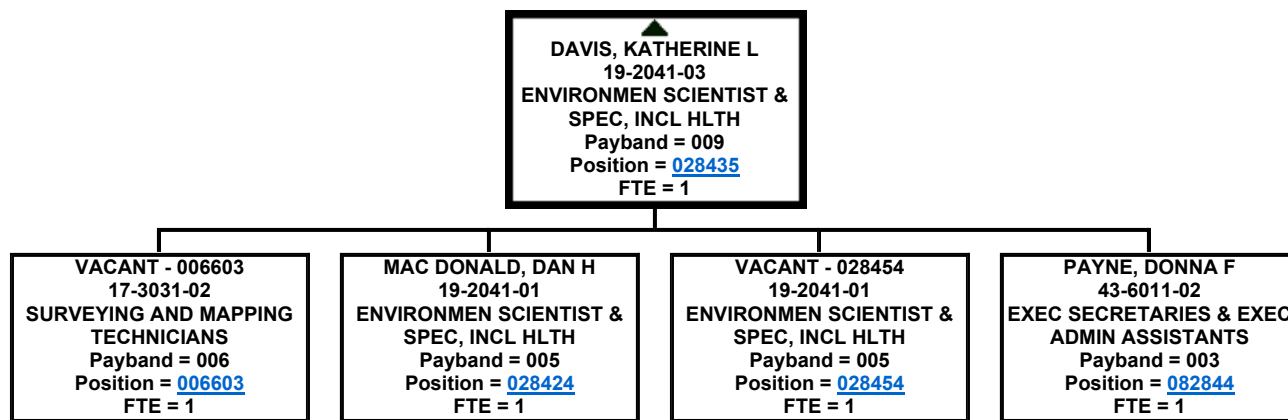 DAVIS, KATHERINE L
19-2041-03
ENVIRONMEN SCIENTIST &
SPEC, INCL HLTH
Payband = 009
Position = 028435
FTE = 1
VACANT - 006603
17-3031-02
SURVEYING AND MAPPING
TECHNICIANS
Payband = 006
Position = 006603
FTE = 1
MAC DONALD, DAN H
19-2041-01
ENVIRONMEN SCIENTIST &
SPEC, INCL HLTH
Payband = 005
Position = 028424
FTE = 1
VACANT - 028454
19-2041-01
ENVIRONMEN SCIENTIST &
SPEC, INCL HLTH
Payband = 005
Position = 028454
FTE = 1
PAYNE, DONNA F
43-6011-02
EXEC SECRETARIES & EXEC
ADMIN ASSISTANTS
Payband = 003
Position = 082844
FTE = 1